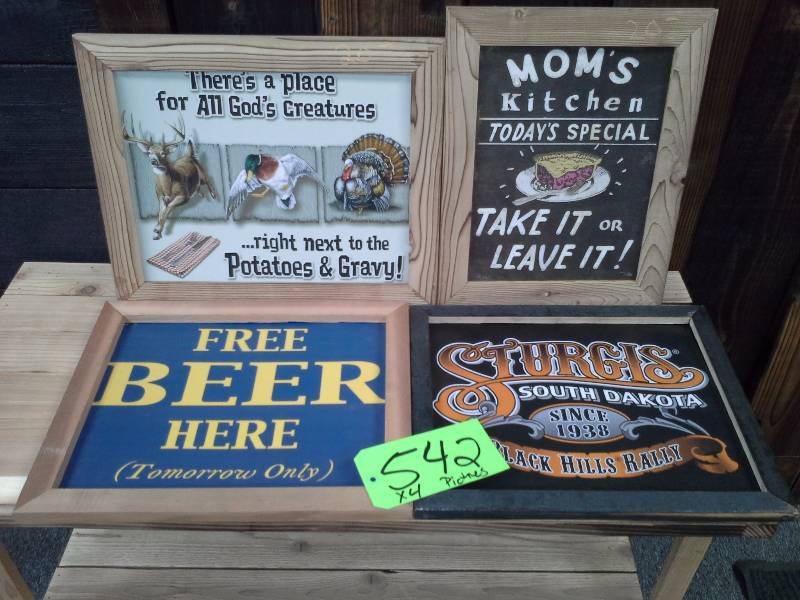 There's a place
for All God's Creatures
...right next to the
Potatoes & Gravy!
MOM'S
Kitchen
TODAY'S SPECIAL
TAKE IT OR
LEAVE IT!
FREE
BEER
HERE
(Tomorrow Only)
STURGIS
SOUTH DAKOTA
SINCE
1938
BLACK HILLS RALLY
542
X4